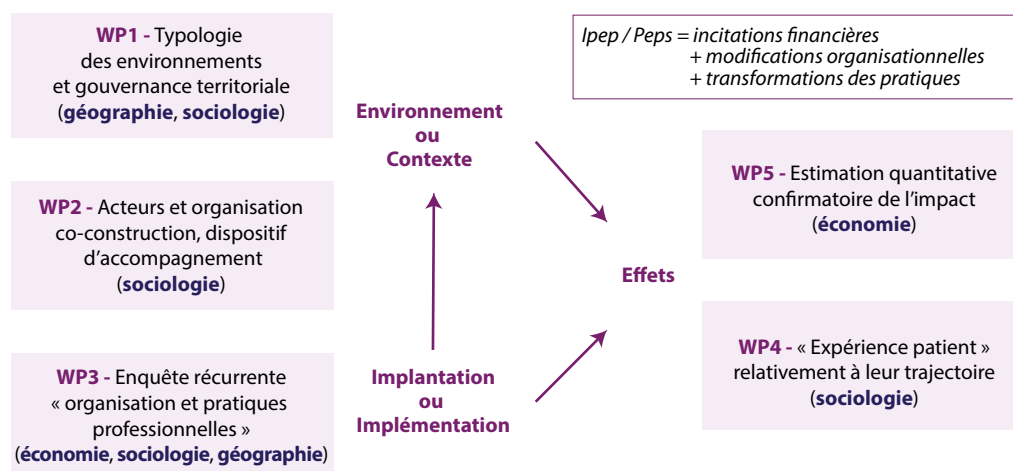 WP1 - Typologie
des environnements
et gouvernance territoriale
(géographie, sociologie)
WP2 - Acteurs et organisation
co-construction, dispositif
d'accompagnement
(sociologie)
WP3 - Enquête récurrente
« organisation et pratiques
professionnelles »
(économie, sociologie, géographie)
Environnement
ou
Contexte
Implantation
ou
Implémentation
Effets
Ipep / Peps = incitations financières
+ modifications organisationnelles
+ transformations des pratiques
WP5 - Estimation quantitative
confirmatoire de l'impact
(économie)
WP4 - « Expérience patient »
relativement à leur trajectoire
(sociologie)